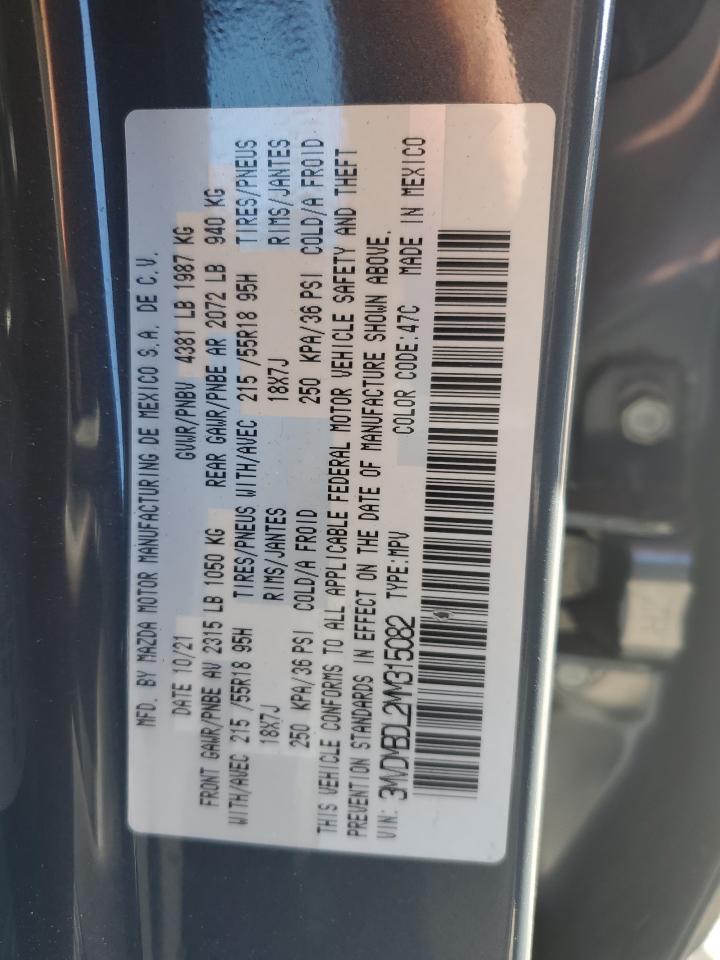 MFD. BY MAZDA MOTOR MANUFACTURING DE MEXICO S.A. DE C.V.
DATE 10/21 GVWR/PNBV 4381 LB 1987 KG
FRONT GAWR/PNBE AV 2315 LB 1050 KG REAR GAWR/PNBE AR 2072 LB 940 KG
WITH/AVEC 215 /55R18 95H TIRES/PNEUS WITH/AVEC 215 /55R18 95H TIRES/PNEUS
18X7J RIMS/JANTES 18X7J RIMS/JANTES
250 KPA/36 PSI COLD/A FROID 250 KPA/36 PSI COLD/A FROID
THIS VEHICLE CONFORMS TO ALL APPLICABLE FEDERAL MOTOR VEHICLE SAFETY AND THEFT
PREVENTION STANDARDS IN EFFECT ON THE DATE OF MANUFACTURE SHOWN ABOVE.
VIN: TYPE:MPV COLOR CODE:47C MADE IN MEXICO